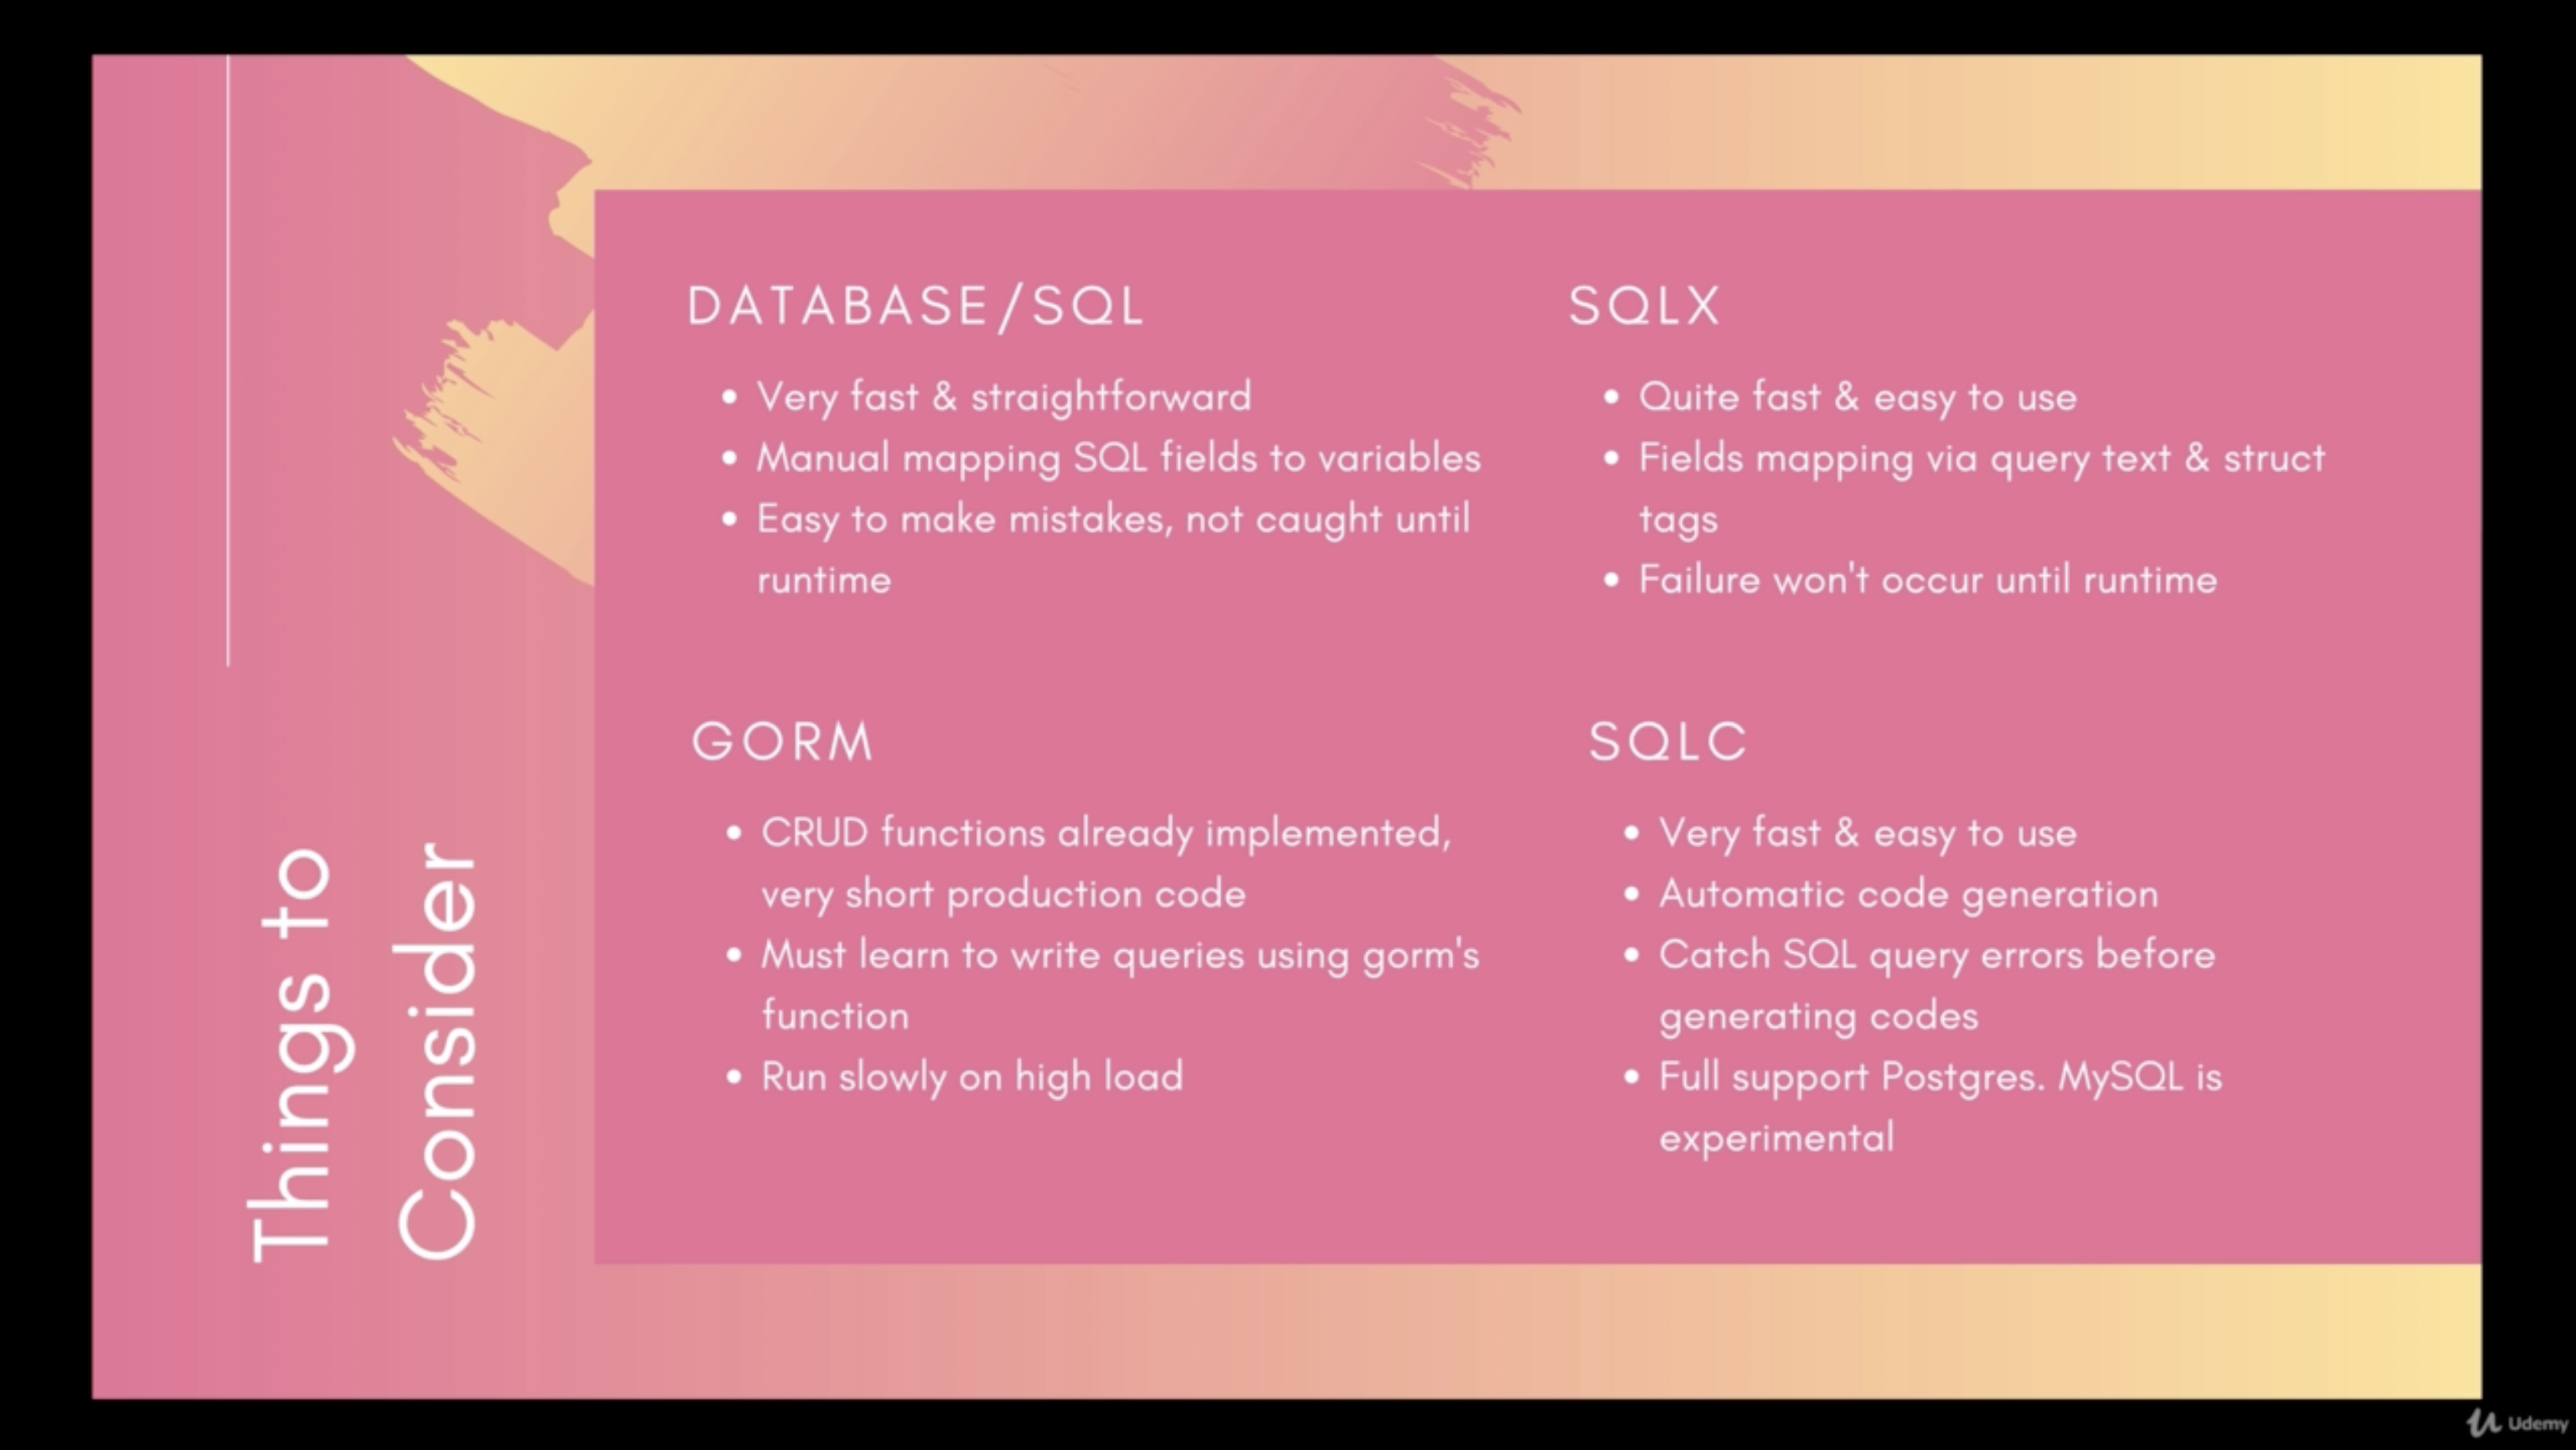 Things to
Consider
DATABASE/SQL
• Very fast & straightforward
• Manual mapping SQL fields to variables
• Easy to make mistakes, not caught until
runtime
SQLX
• Quite fast & easy to use
• Fields mapping via query text & struct
tags
• Failure won't occur until runtime
GORM
• CRUD functions already implemented,
very short production code
• Must learn to write queries using gorm's
function
• Run slowly on high load
SQLC
• Very fast & easy to use
• Automatic code generation
• Catch SQL query errors before
generating codes
• Full support Postgres. MySQL is
experimental
Udemy